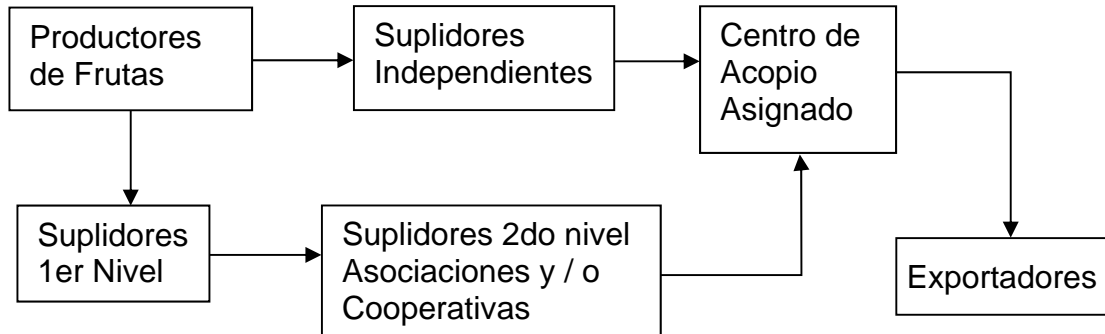 Productores
de Frutas
Suplidores
Independientes
Centro de
Acopio
Asignado
Suplidores
1er Nivel
Suplidores 2do nivel
Asociaciones y / o
Cooperativas
Exportadores